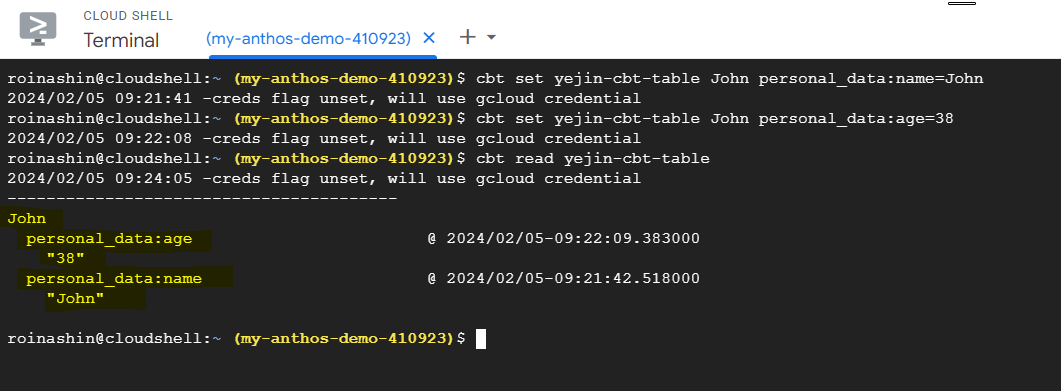 CLOUD SHELL
Terminal (my-anthos-demo-410923)
roinashin@cloudshell:~ (my-anthos-demo-410923)$ cbt set yejin-cbt-table John personal_data:name=John
2024/02/05 09:21:41 -creds flag unset, will use gcloud credential
roinashin@cloudshell:~ (my-anthos-demo-410923)$ cbt set yejin-cbt-table John personal_data:age=38
2024/02/05 09:22:08 -creds flag unset, will use gcloud credential
roinashin@cloudshell:~ (my-anthos-demo-410923)$ cbt read yejin-cbt-table
2024/02/05 09:24:05 -creds flag unset, will use gcloud credential
----------------------------------------
John
personal_data:age @ 2024/02/05-09:22:09.383000
"38"
personal_data:name @ 2024/02/05-09:21:42.518000
"John"
roinashin@cloudshell:~ (my-anthos-demo-410923)$